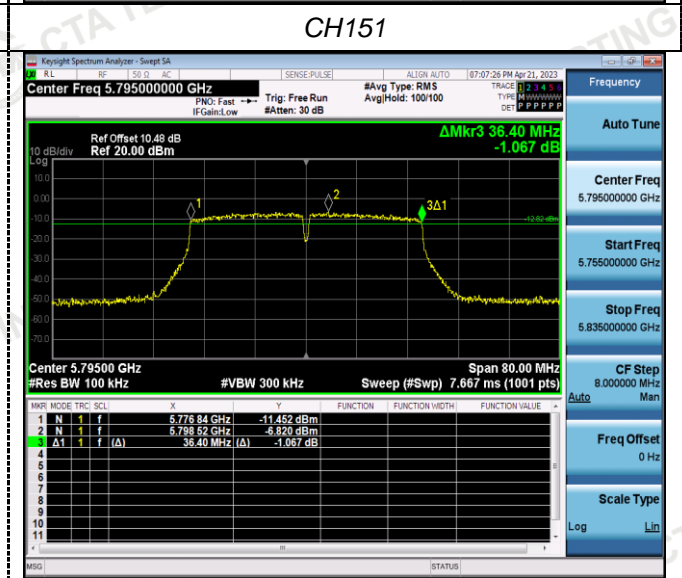 CH151
Keysight Spectrum Analyzer - Swept SA
RL RF 50 Ω AC SENSE:PULSE ALIGN AUTO 07:07:26 PM Apr 21, 2023
Center Freq 5.795000000 GHz #Avg Type: RMS TRACE 1 2 3 4 5 6
PNO: Fast Trig: Free Run Avg|Hold: 100/100 TYPE M WWWWW
IFGain:Low #Atten: 30 dB DET P P P P P P
Ref Offset 10.48 dB ΔMkr3 36.40 MHz
10 dB/div Ref 20.00 dBm -1.067 dB
Log
10.0
0.00
-10.0
-20.0
-30.0
-40.0
-50.0
-60.0
-70.0
1
2
3Δ1
-12.82 dBm
Center 5.79500 GHz Span 80.00 MHz
#Res BW 100 kHz #VBW 300 kHz Sweep (#Swp) 7.667 ms (1001 pts)
MKR MODE TRC SCL X Y FUNCTION FUNCTION WIDTH FUNCTION VALUE
1 N 1 f 5.776 84 GHz -11.452 dBm
2 N 1 f 5.798 52 GHz -6.820 dBm
3 Δ1 1 f (Δ) 36.40 MHz (Δ) -1.067 dB
4
5
6
7
8
9
10
11
MSG STATUS
Frequency
Auto Tune
Center Freq
5.795000000 GHz
Start Freq
5.755000000 GHz
Stop Freq
5.835000000 GHz
CF Step
8.000000 MHz
Auto Man
Freq Offset
0 Hz
Scale Type
Log Lin
CTA TE
TING